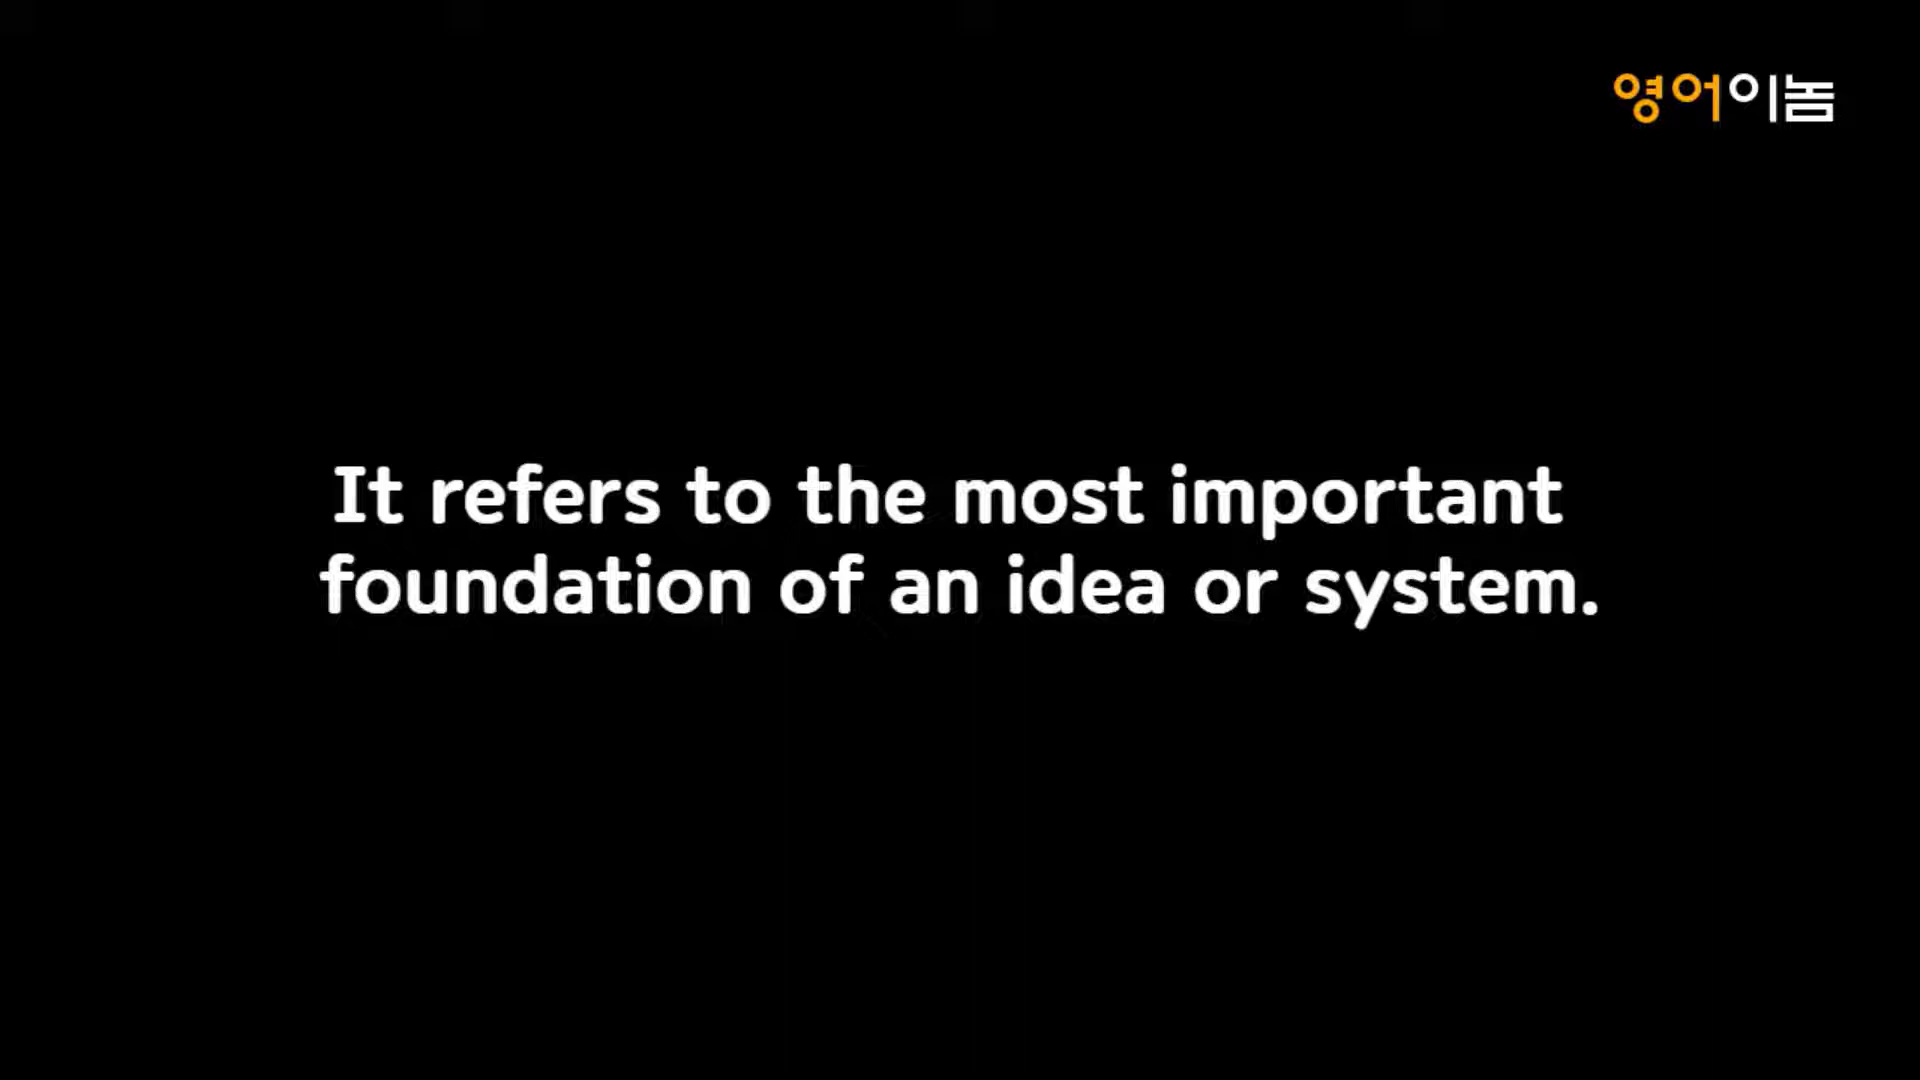 영어이놈
It refers to the most important
foundation of an idea or system.